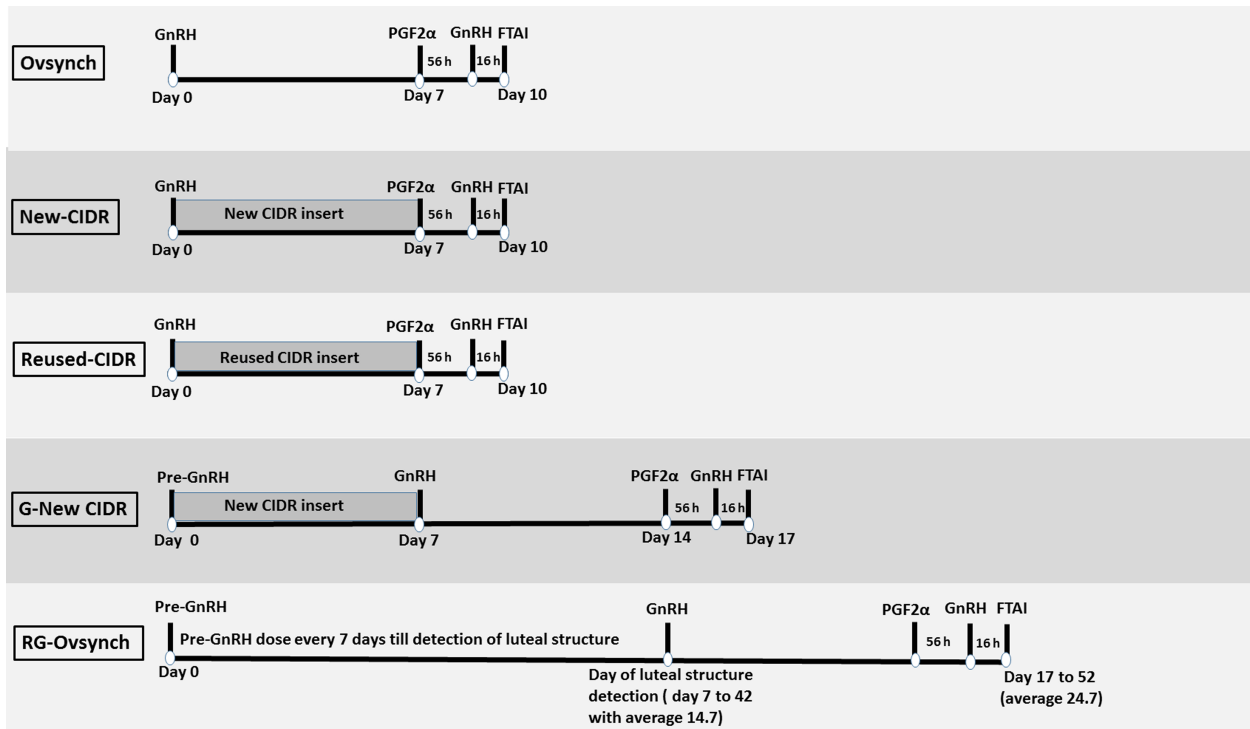 GnRH PGF2α GnRH FTAI
Ovsynch
56 h 16 h
Day 0 Day 7 Day 10
GnRH PGF2α GnRH FTAI
New-CIDR
New CIDR insert 56 h 16 h
Day 0 Day 7 Day 10
GnRH PGF2α GnRH FTAI
Reused-CIDR
Reused CIDR insert 56 h 16 h
Day 0 Day 7 Day 10
Pre-GnRH GnRH PGF2α GnRH FTAI
G-New CIDR
New CIDR insert 56 h 16 h
Day 0 Day 7 Day 14 Day 17
Pre-GnRH GnRH PGF2α GnRH FTAI
RG-Ovsynch
Pre-GnRH dose every 7 days till detection of luteal structure 56 h 16 h
Day 0
Day of luteal structure
detection ( day 7 to 42
with average 14.7)
Day 17 to 52
(average 24.7)